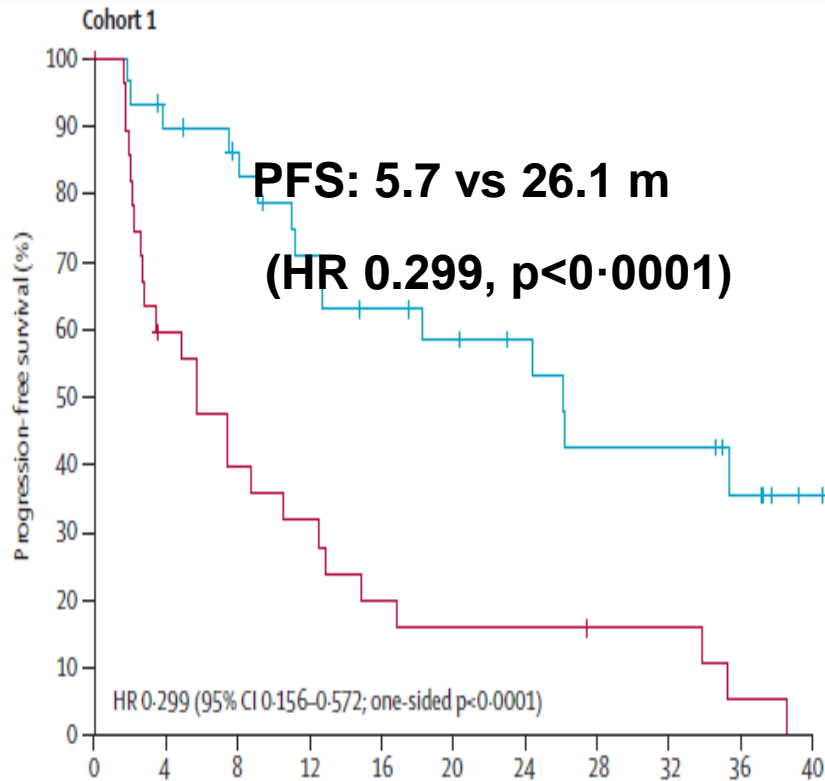 Cohort 1
100
90
80
70
60
50
40
30
20
10
0
Progression-free survival (%)
PFS: 5.7 vs 26.1 m
(HR 0.299, p<0·0001)
HR 0·299 (95% CI 0·156–0·572; one-sided p<0·0001)
0 4 8 12 16 20 24 28 32 36 40